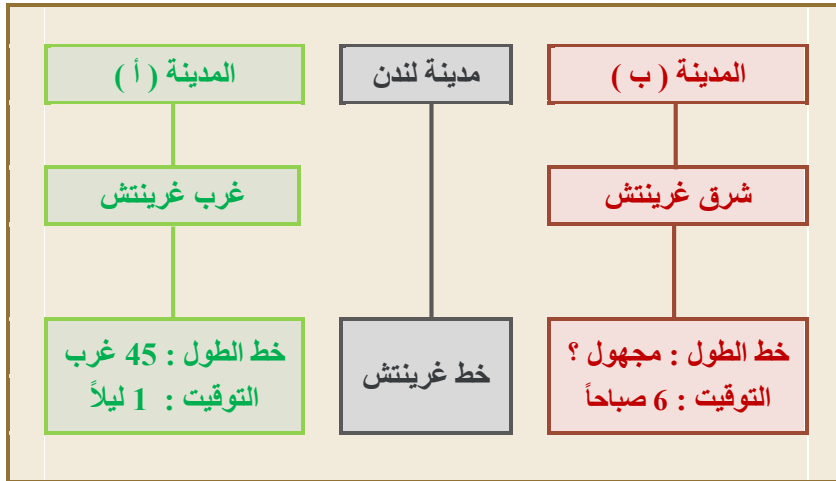 المدينة ( ب )
مدينة لندن
المدينة ( أ )
شرق غرينتش
غرب غرينتش
خط الطول : مجهول ؟
التوقيت : 6 صباحاً
خط غرينتش
خط الطول : 45 غرب
التوقيت : 1 ليلاً